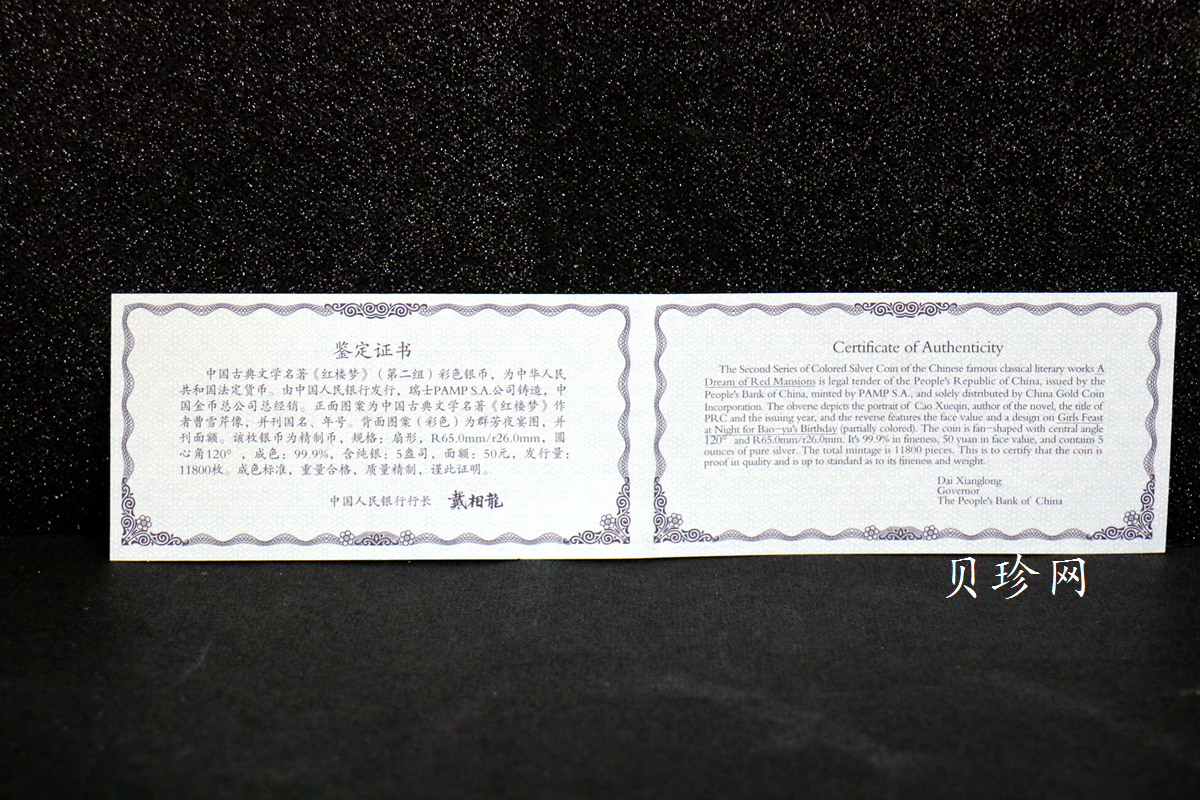 鉴定证书
中国古典文学名著《红楼梦》（第二组）彩色银币，为中华人民
共和国法定货币。由中国人民银行发行，瑞士PAMP S.A.公司铸造，中
国金币总公司总经销。正面图案为中国古典文学名著《红楼梦》作
者曹雪芹像，并刊国名、年号。背面图案（彩色）为群芳夜宴图，并
刊面额。该枚银币为精制币，规格：扇形，R65.0mm/r26.0mm，圆
心角120°，成色：99.9%，含纯银：5盎司，面额：50元，发行量：
11800枚。成色标准，重量合格，质量精制，谨此证明。
中国人民银行行长 戴相龍
Certificate of Authenticity
The Second Series of Colored Silver Coin of the Chinese famous classical literary works A
Dream of Red Mansions is legal tender of the People's Republic of China, issued by the
People's Bank of China, minted by PAMP S.A., and solely distributed by China Gold Coin
Incorporation. The obverse depicts the portrait of Cao Xueqin, author of the novel, the title of
PRC and the issuing year, and the reverse features the face value and a design on Girls Feast
at Night for Bao-yu's Birthday (partially colored). The coin is fan-shaped with central angle
120° and R65.0mm/r26.0mm. It's 99.9% in fineness, 50 yuan in face value, and contains 5
ounces of pure silver. The total mintage is 11800 pieces. This is to certify that the coin is
proof in quality and is up to standard as to its fineness and weight.
Dai Xianglong
Governor
The People's Bank of China
贝珍网